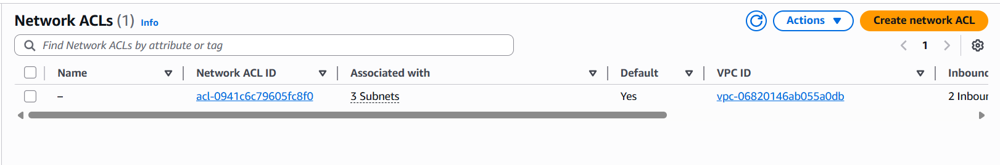 Network ACLs (1) Info
Actions
Create network ACL
Find Network ACLs by attribute or tag
1
Name Network ACL ID Associated with Default VPC ID Inbound
– acl-0941c6c79605fc8f0 3 Subnets Yes vpc-06820146ab055a0db 2 Inbour